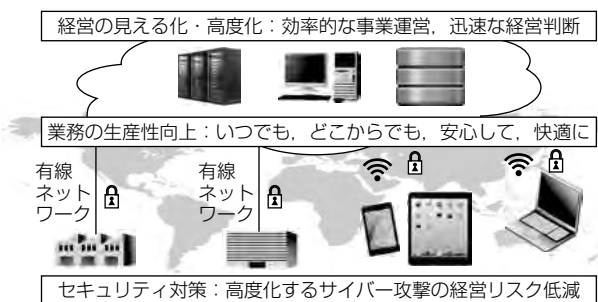 経営の見える化・高度化：効率的な事業運営，迅速な経営判断
業務の生産性向上：いつでも，どこからでも，安心して，快適に
有線
ネット
ワーク
有線
ネット
ワーク
セキュリティ対策：高度化するサイバー攻撃の経営リスク低減